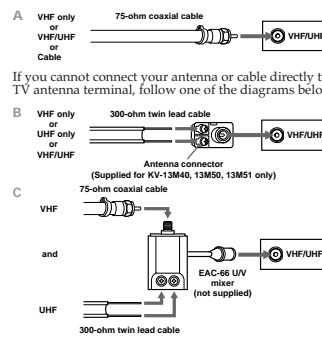 A
VHF only
or
VHF/UHF
or
Cable
75-ohm coaxial cable
VHF/UHF
If you cannot connect your antenna or cable directly t
TV antenna terminal, follow one of the diagrams belo
B
VHF only
or
UHF only
or
VHF/UHF
300-ohm twin lead cable
VHF/UHF
Antenna connector
(Supplied for KV-13M40, 13M50, 13M51 only)
C
75-ohm coaxial cable
VHF
and
VHF/UHF
EAC-66 U/V
mixer
(not supplied)
UHF
300-ohm twin lead cable